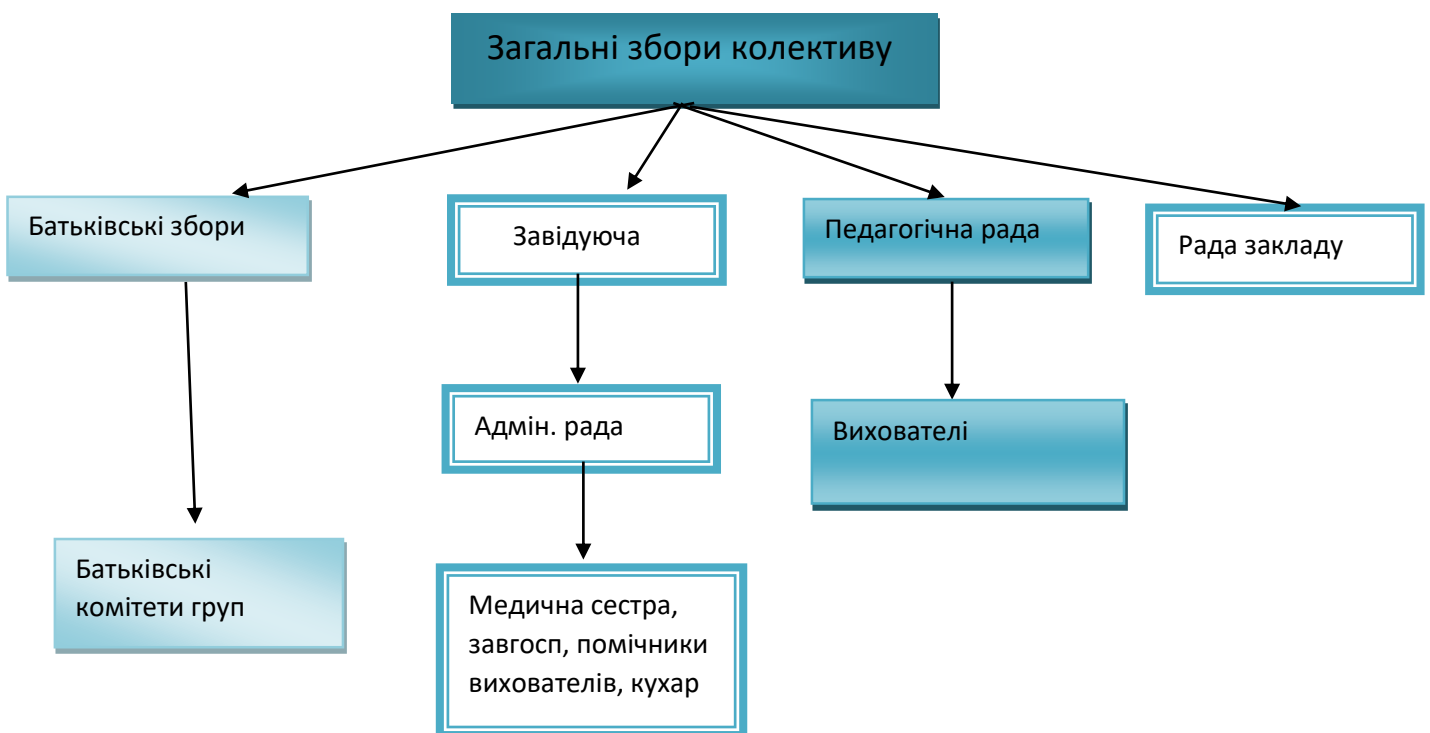 Загальні збори колективу
Батьківські збори
Завідуюча
Педагогічна рада
Рада закладу
Адмін. рада
Вихователі
Батьківські
комітети груп
Медична сестра,
завгосп, помічники
вихователів, кухар